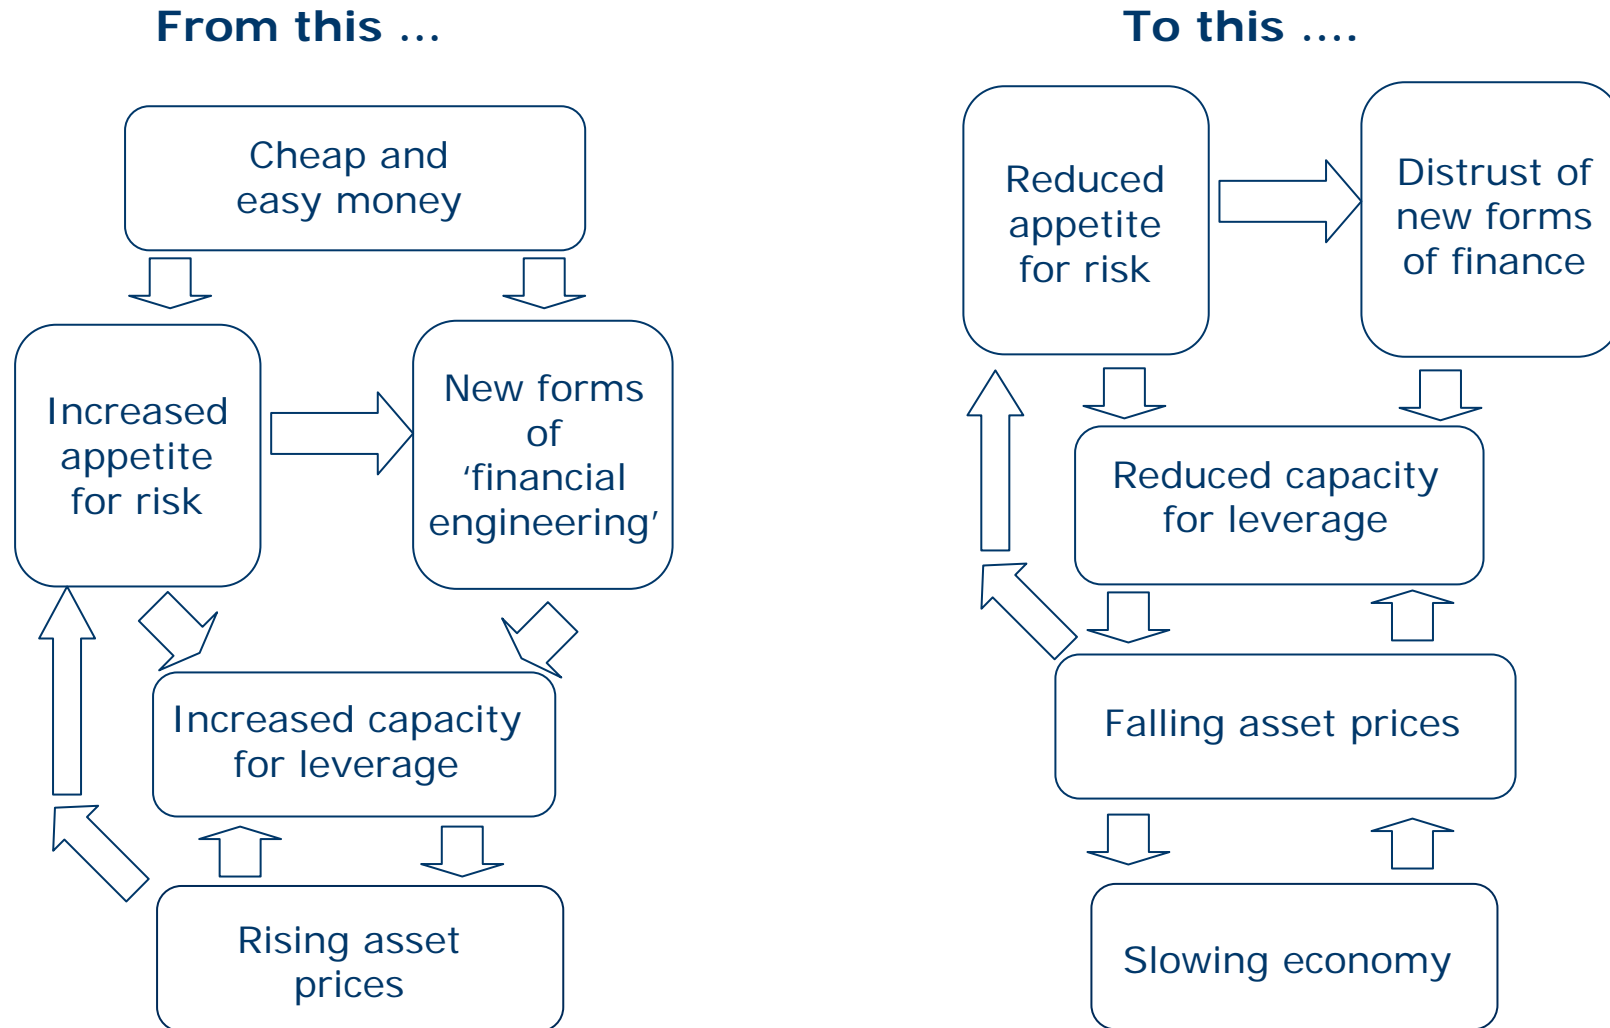 From this ...
Cheap and
easy money
Increased
appetite
for risk
New forms
of
‘financial
engineering’
Increased capacity
for leverage
Rising asset
prices
To this ....
Reduced
appetite
for risk
Distrust of
new forms
of finance
Reduced capacity
for leverage
Falling asset prices
Slowing economy